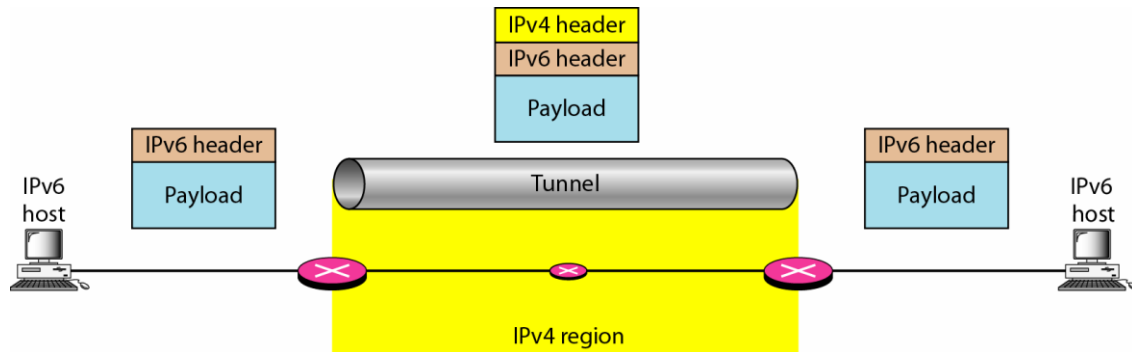 IPv4 header
IPv6 header
Payload
IPv6 header
Payload
IPv6 header
Payload
IPv6
host
Tunnel
IPv6
host
IPv4 region